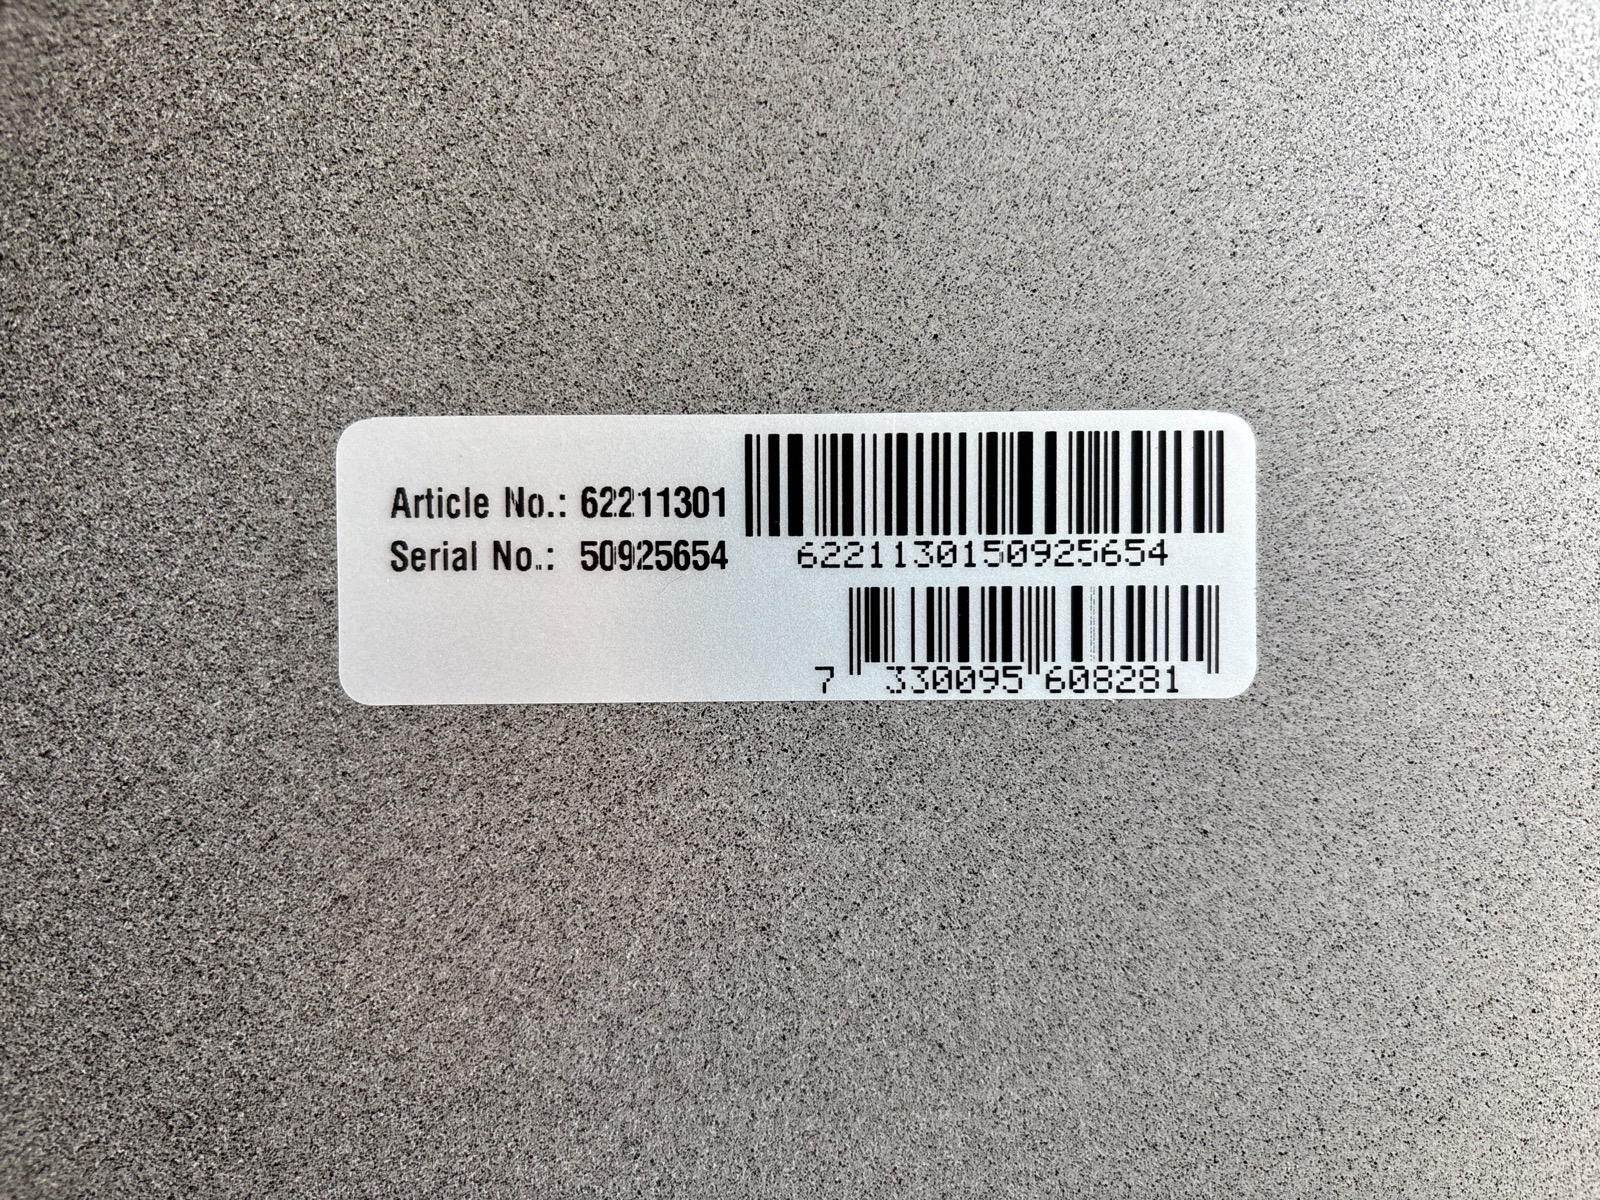 Article No.: 62211301
Serial No.: 50925654
6221130150925654
7 330095 608281